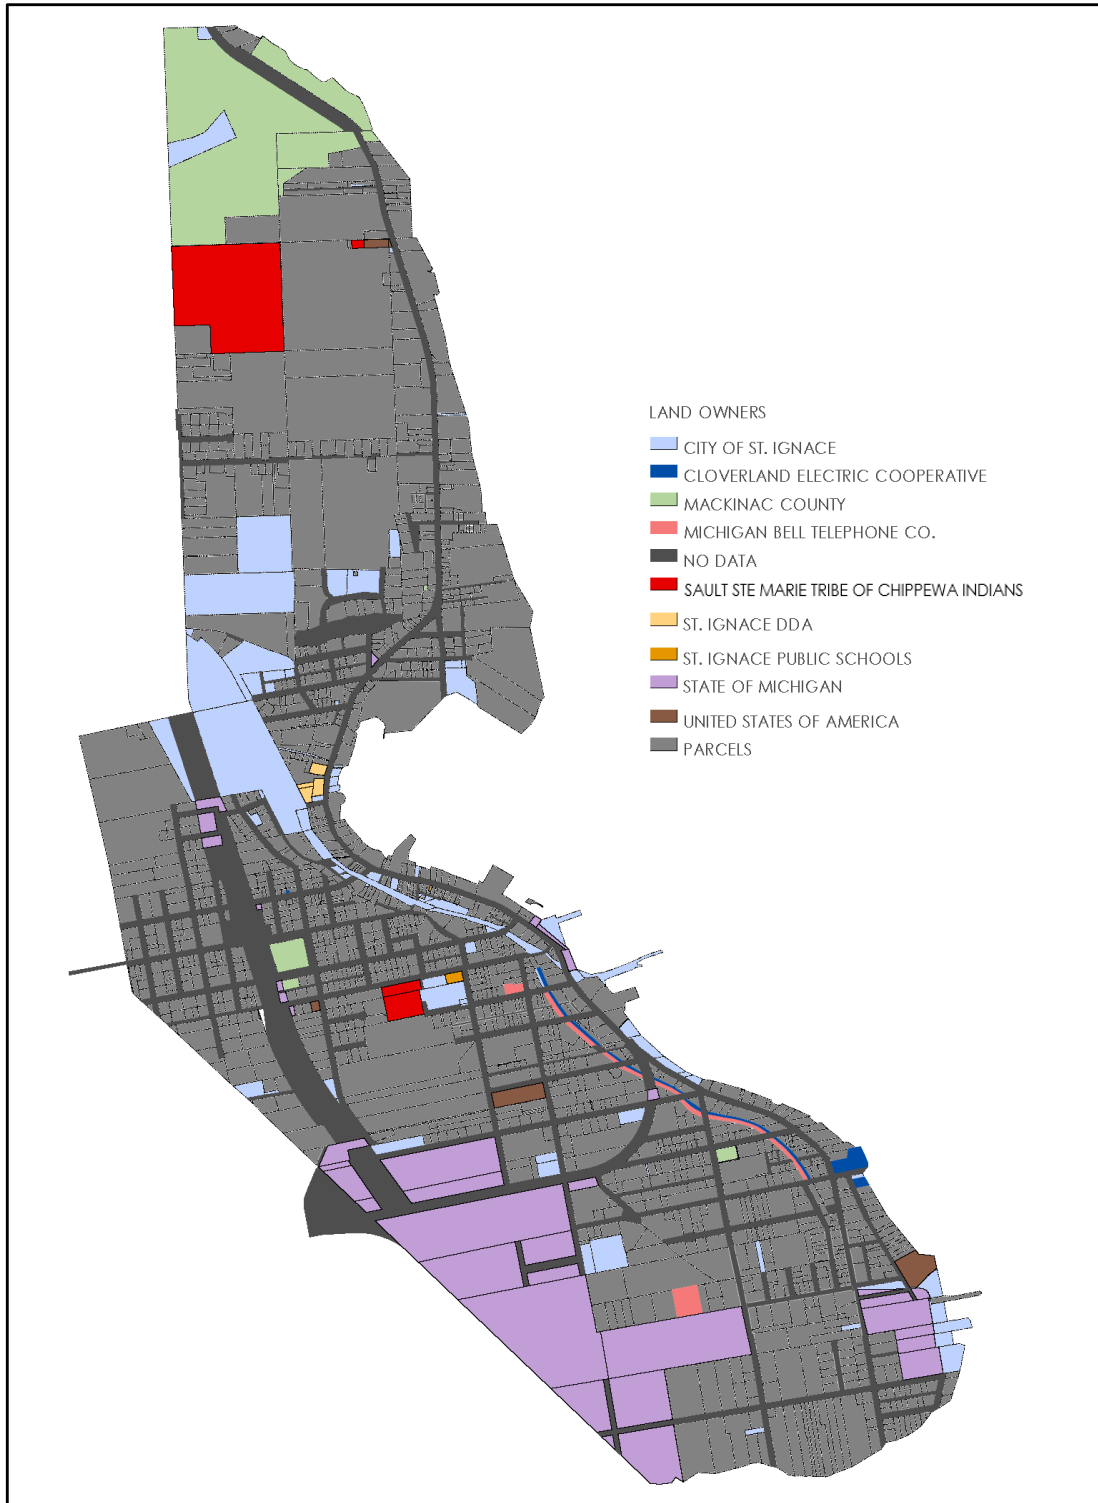 LAND OWNERS
CITY OF ST. IGNACE
CLOVERLAND ELECTRIC COOPERATIVE
MACKINAC COUNTY
MICHIGAN BELL TELEPHONE CO.
NO DATA
SAULT STE MARIE TRIBE OF CHIPPEWA INDIANS
ST. IGNACE DDA
ST. IGNACE PUBLIC SCHOOLS
STATE OF MICHIGAN
UNITED STATES OF AMERICA
PARCELS